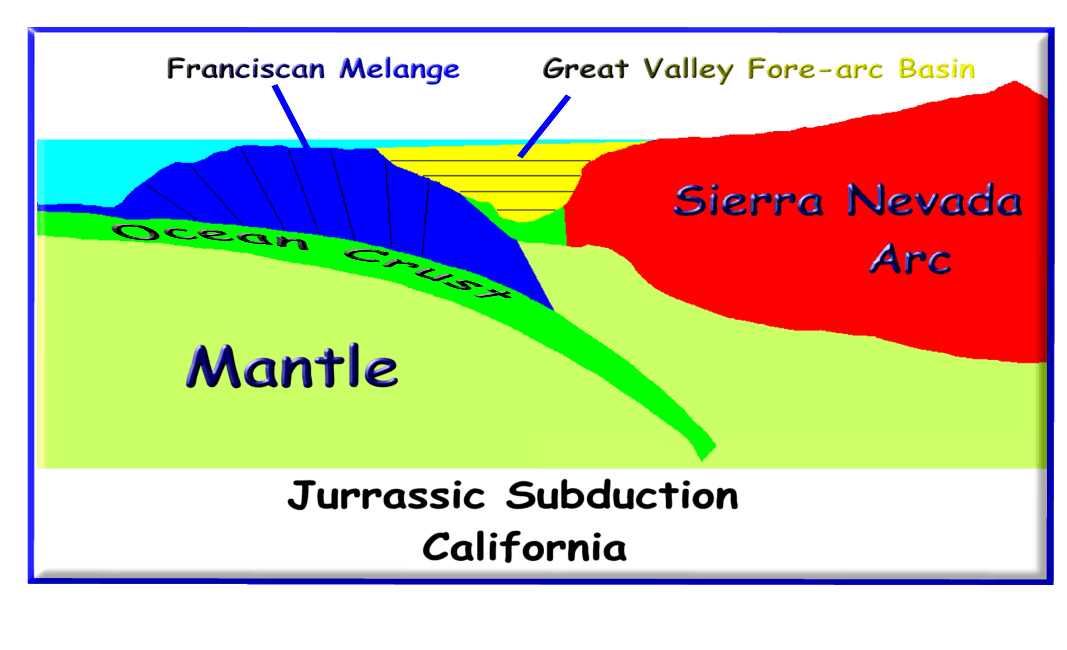 Franciscan Melange
Great Valley Fore-arc Basin
Sierra Nevada
Arc
Ocean Crust
Mantle
Jurrassic Subduction
California